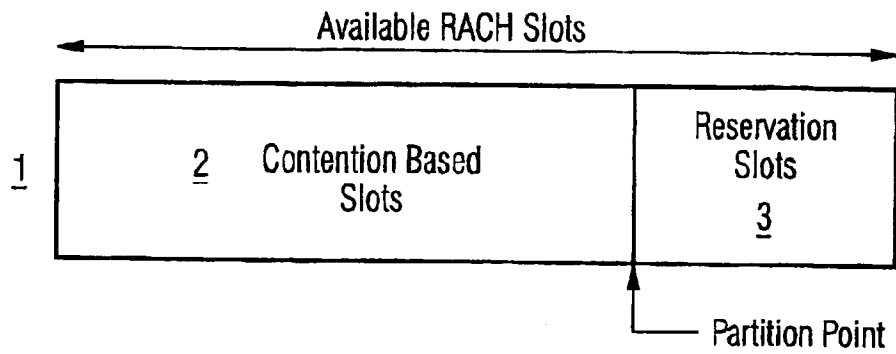 Available RACH Slots
1
2
Contention Based
Slots
Reservation
Slots
3
Partition Point